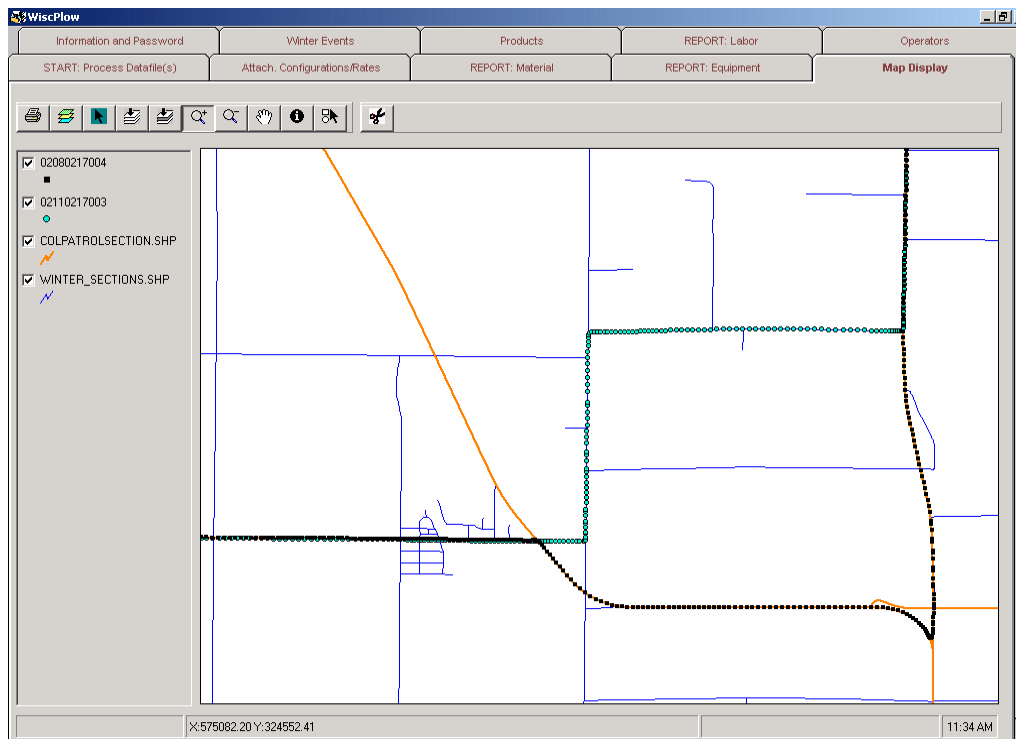 WiscPlow
Information and Password Winter Events Products REPORT: Labor Operators
START: Process Datafile(s) Attach. Configurations/Rates REPORT: Material REPORT: Equipment Map Display
02080217004
02110217003
COLPATROLSECTION.SHP
WINTER_SECTIONS.SHP
X:575082.20 Y:324552.41 11:34 AM